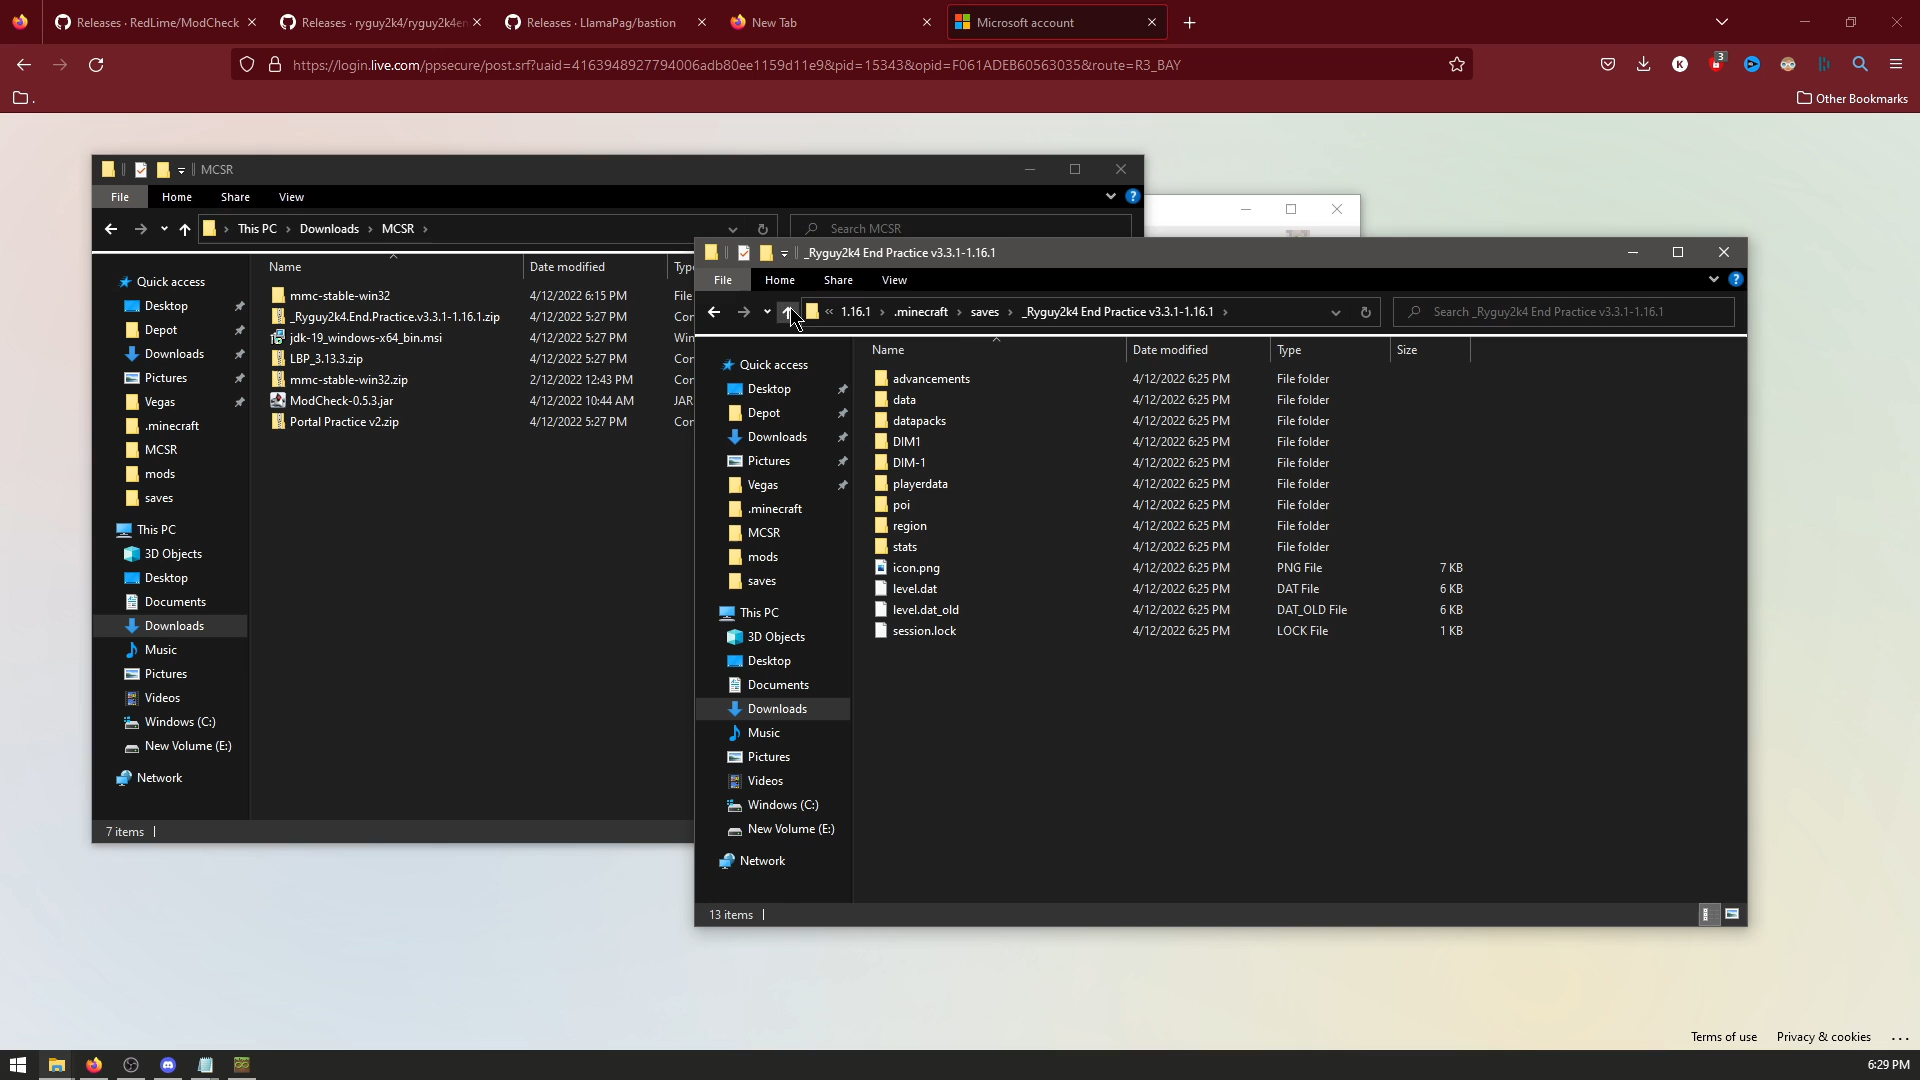 Releases · RedLime/ModCheck
Releases · ryguy2k4/ryguy2k4en
Releases · LlamaPag/bastion
New Tab
Microsoft account
https://login.live.com/ppsecure/post.srf?uaid=4163948927794006adb80ee1159d11e9&pid=15343&opid=F061ADEB60563035&route=R3_BAY
3
K
.
Other Bookmarks
MCSR
File Home Share View
This PC › Downloads › MCSR ›
Search MCSR
Name Date modified Typ
Quick access
Desktop
Depot
Downloads
Pictures
Vegas
.minecraft
MCSR
mods
saves
This PC
3D Objects
Desktop
Documents
Downloads
Music
Pictures
Videos
Windows (C:)
New Volume (E:)
Network
mmc-stable-win32 4/12/2022 6:15 PM File
_Ryguy2k4.End.Practice.v3.3.1-1.16.1.zip 4/12/2022 5:27 PM Cor
jdk-19_windows-x64_bin.msi 4/12/2022 5:27 PM Win
LBP_3.13.3.zip 4/12/2022 5:27 PM Cor
mmc-stable-win32.zip 2/12/2022 12:43 PM Cor
ModCheck-0.5.3.jar 4/12/2022 10:44 AM JAR
Portal Practice v2.zip 4/12/2022 5:27 PM Cor
7 items
_Ryguy2k4 End Practice v3.3.1-1.16.1
File Home Share View
« 1.16.1 › .minecraft › saves › _Ryguy2k4 End Practice v3.3.1-1.16.1 ›
Search _Ryguy2k4 End Practice v3.3.1-1.16.1
Name Date modified Type Size
Quick access
Desktop
Depot
Downloads
Pictures
Vegas
.minecraft
MCSR
mods
saves
This PC
3D Objects
Desktop
Documents
Downloads
Music
Pictures
Videos
Windows (C:)
New Volume (E:)
Network
advancements 4/12/2022 6:25 PM File folder
data 4/12/2022 6:25 PM File folder
datapacks 4/12/2022 6:25 PM File folder
DIM1 4/12/2022 6:25 PM File folder
DIM-1 4/12/2022 6:25 PM File folder
playerdata 4/12/2022 6:25 PM File folder
poi 4/12/2022 6:25 PM File folder
region 4/12/2022 6:25 PM File folder
stats 4/12/2022 6:25 PM File folder
icon.png 4/12/2022 6:25 PM PNG File 7 KB
level.dat 4/12/2022 6:25 PM DAT File 6 KB
level.dat_old 4/12/2022 6:25 PM DAT_OLD File 6 KB
session.lock 4/12/2022 6:25 PM LOCK File 1 KB
13 items
Terms of use Privacy & cookies ...
6:29 PM